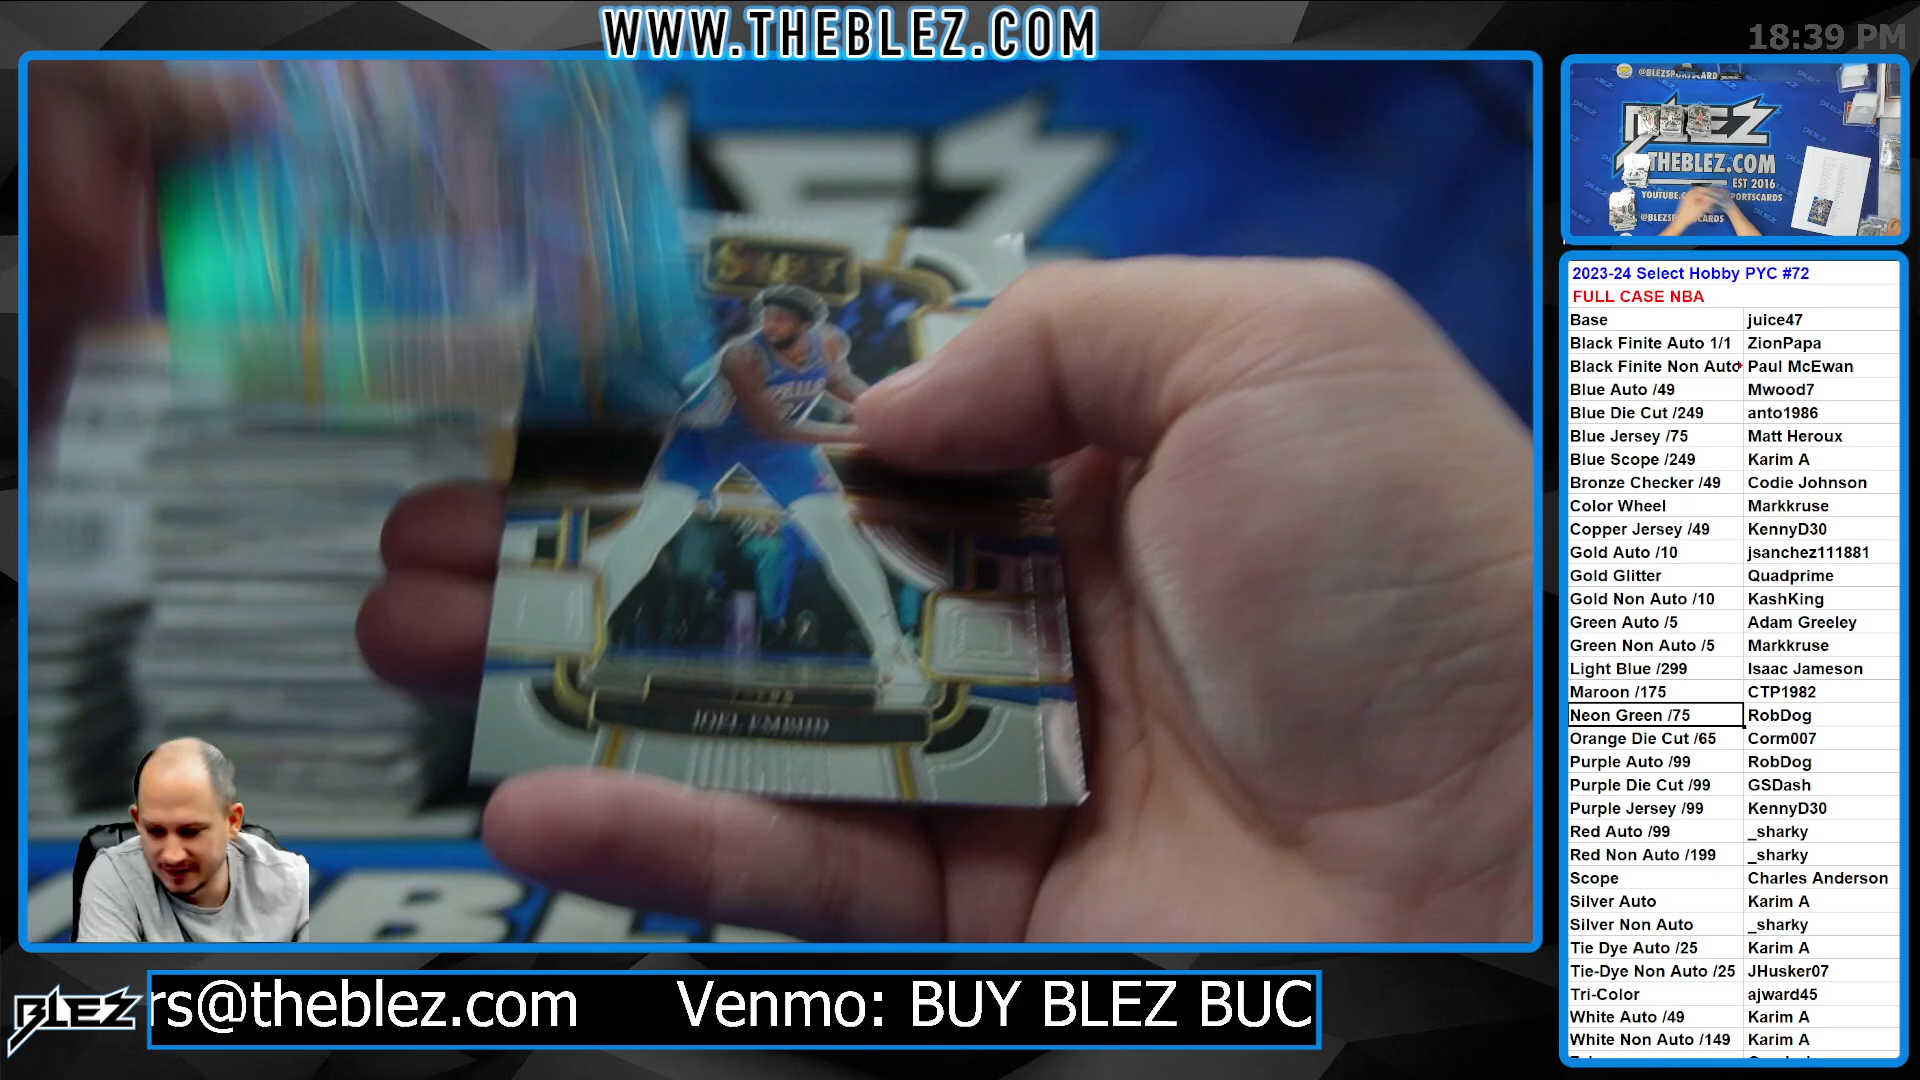 WWW.THEBLEZ.COM
18:39 PM
@BLEZSPORTSCARD
BLEZ
THEBLEZ.COM
EST 2016
@BLEZSP
CARDS
SELECT
76ERS
JOEL EMBIID
2023-24 Select Hobby PYC #72
FULL CASE NBA
Base juice47
Black Finite Auto 1/1 ZionPapa
Black Finite Non Auto Paul McEwan
Blue Auto /49 Mwood7
Blue Die Cut /249 anto1986
Blue Jersey /75 Matt Heroux
Blue Scope /249 Karim A
Bronze Checker /49 Codie Johnson
Color Wheel Markkruse
Copper Jersey /49 KennyD30
Gold Auto /10 jsanchez111881
Gold Glitter Quadprime
Gold Non Auto /10 KashKing
Green Auto /5 Adam Greeley
Green Non Auto /5 Markkruse
Light Blue /299 Isaac Jameson
Maroon /175 CTP1982
Neon Green /75 RobDog
Orange Die Cut /65 Corm007
Purple Auto /99 RobDog
Purple Die Cut /99 GSDash
Purple Jersey /99 KennyD30
Red Auto /99 _sharky
Red Non Auto /199 _sharky
Scope Charles Anderson
Silver Auto Karim A
Silver Non Auto _sharky
Tie Dye Auto /25 Karim A
Tie-Dye Non Auto /25 JHusker07
Tri-Color ajward45
White Auto /49 Karim A
White Non Auto /149 Karim A
BLEZ
rs@theblez.com Venmo: BUY BLEZ BUC